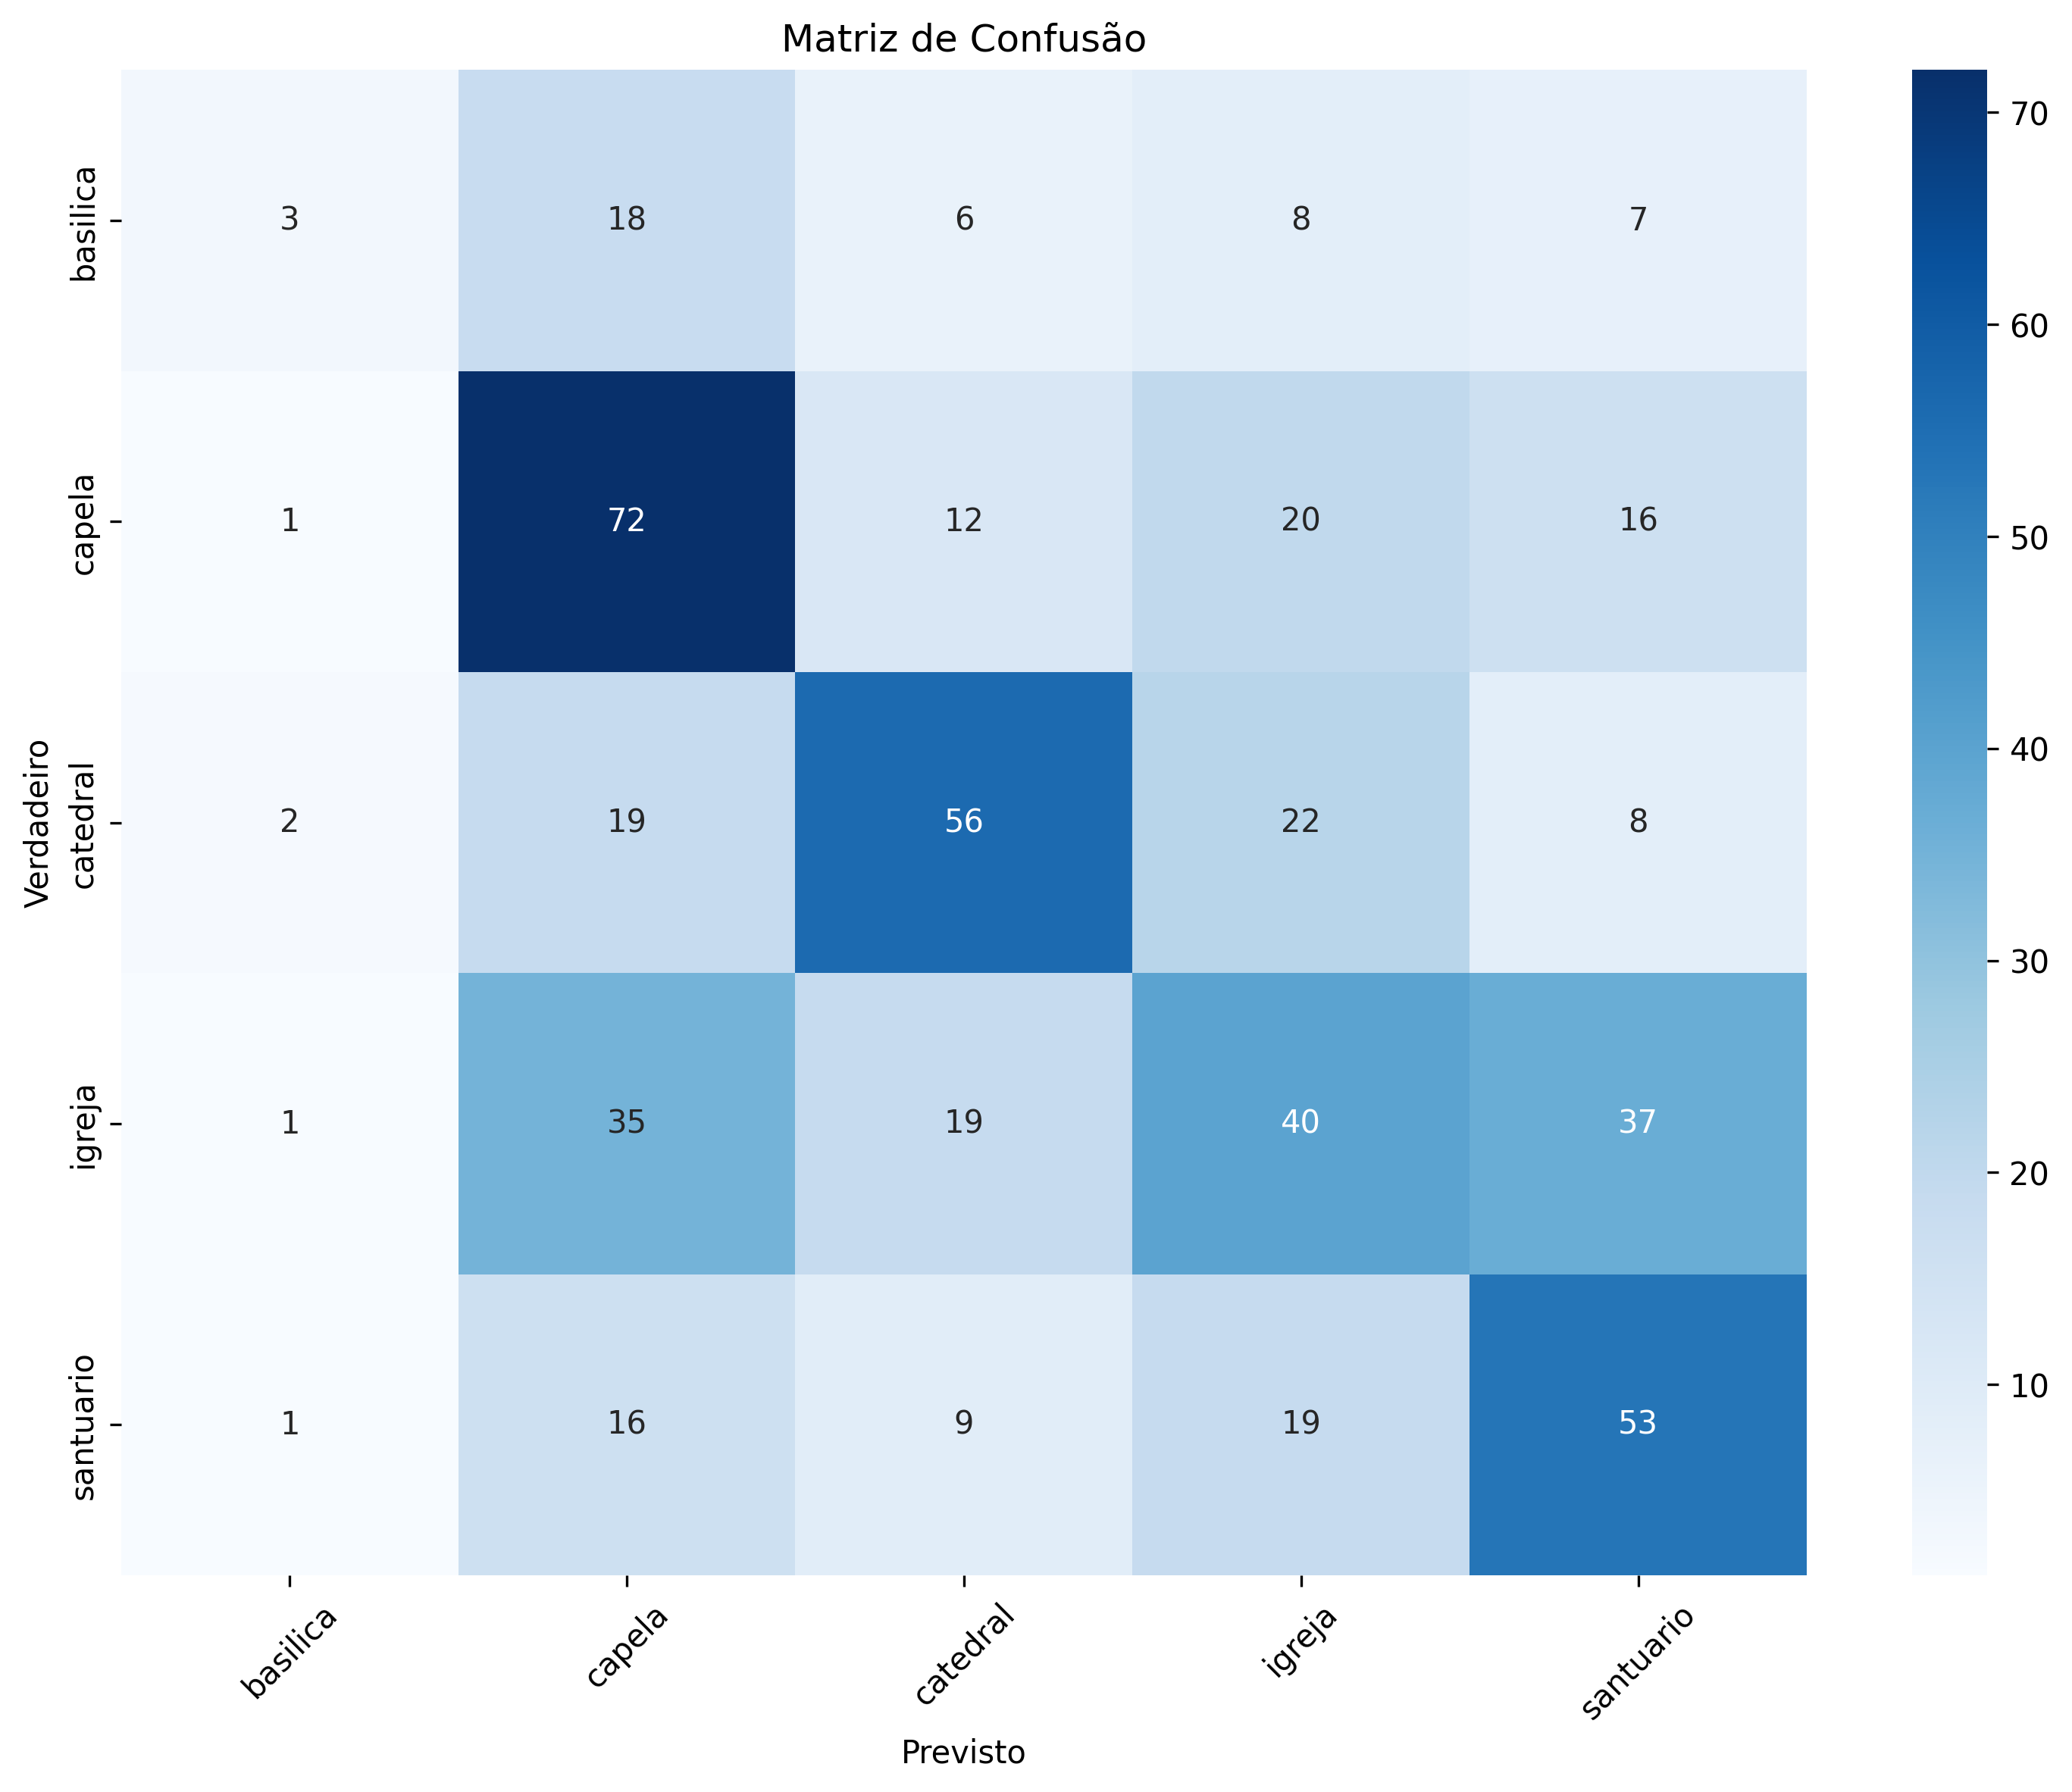 Matriz de Confusão
70
60
50
40
30
20
10
Verdadeiro
basilica
3 18 6 8 7
capela
1 72 12 20 16
catedral
2 19 56 22 8
igreja
1 35 19 40 37
santuario
1 16 9 19 53
basilica capela catedral igreja santuario
Previsto